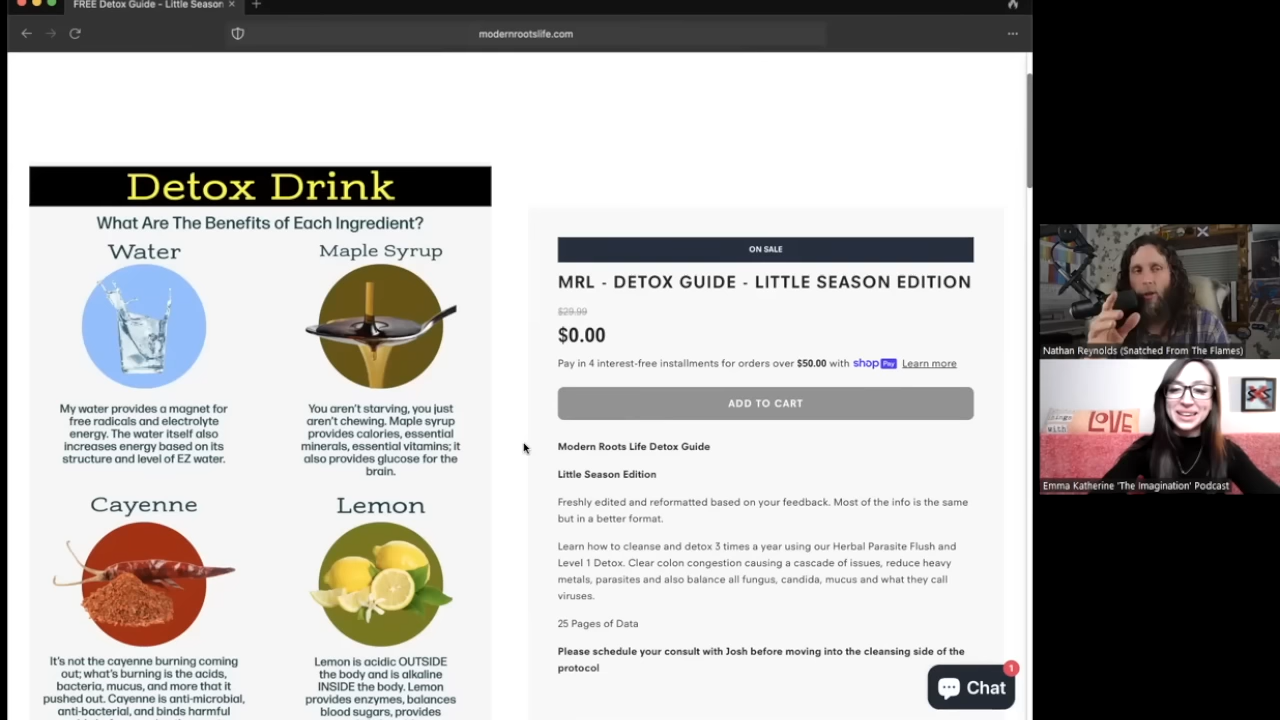 FREE Detox Guide - Little Season
modernrootslife.com
Detox Drink
What Are The Benefits of Each Ingredient?
Water
Maple Syrup
My water provides a magnet for
free radicals and electrolyte
energy. The water itself also
increases energy based on its
structure and level of EZ water.
You aren't starving, you just
aren't chewing. Maple syrup
provides calories, essential
minerals, essential vitamins; it
also provides glucose for the
brain.
Cayenne
Lemon
It's not the cayenne burning coming
out; what's burning is the acids,
bacteria, mucus, and more that it
pushed out. Cayenne is anti-microbial,
anti-bacterial, and binds harmful
Lemon is acidic OUTSIDE
the body and is alkaline
INSIDE the body. Lemon
provides enzymes, balances
blood sugars, provides
ON SALE
MRL - DETOX GUIDE - LITTLE SEASON EDITION
$29.99
$0.00
Pay in 4 interest-free installments for orders over $50.00 with shop Pay Learn more
ADD TO CART
Modern Roots Life Detox Guide
Little Season Edition
Freshly edited and reformatted based on your feedback. Most of the info is the same
but in a better format.
Learn how to cleanse and detox 3 times a year using our Herbal Parasite Flush and
Level 1 Detox. Clear colon congestion causing a cascade of issues, reduce heavy
metals, parasites and also balance all fungus, candida, mucus and what they call
viruses.
25 Pages of Data
Please schedule your consult with Josh before moving into the cleansing side of the
protocol
1
Chat
Nathan Reynolds (Snatched From The Flames)
things
with
LOVE
Emma Katherine 'The Imagination' Podcast